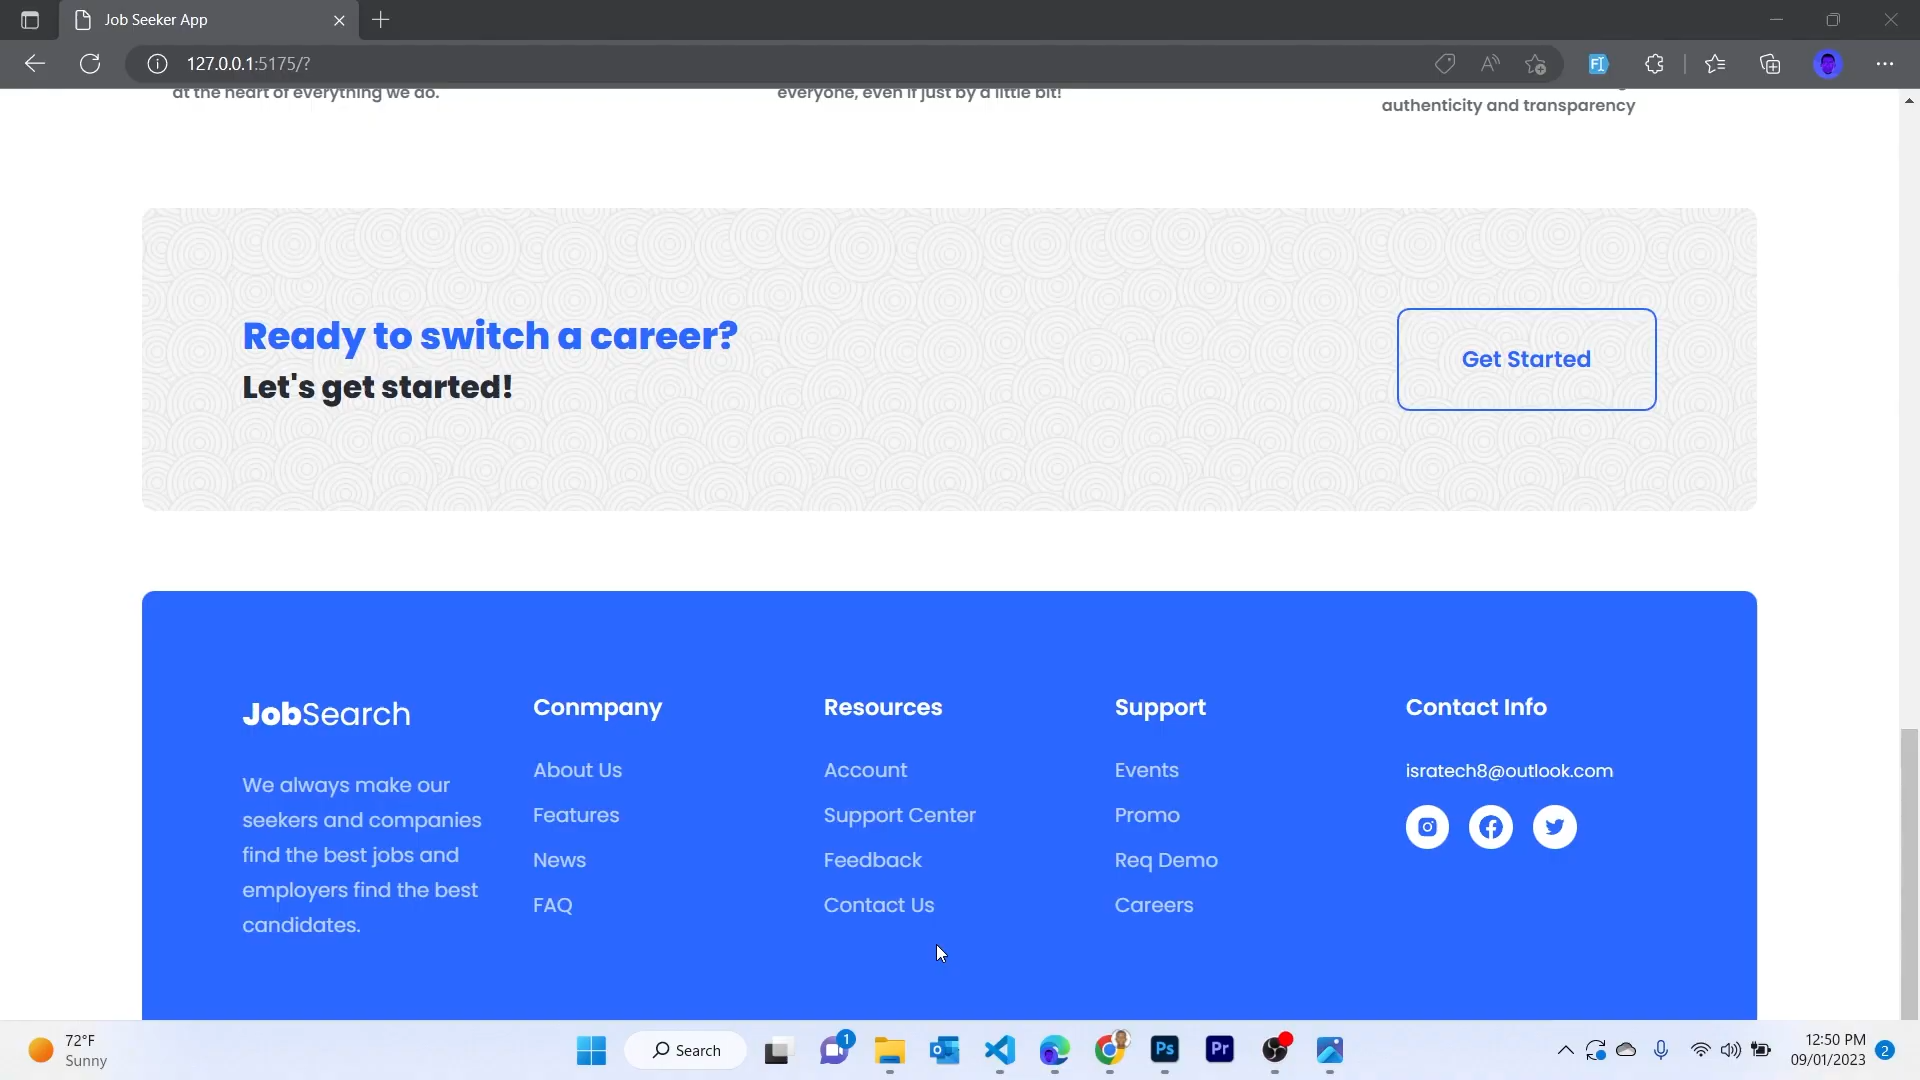 Job Seeker App
127.0.0.1:5175/?
at the heart of everything we do.
everyone, even if just by a little bit!
authenticity and transparency
Ready to switch a career?
Let's get started!
Get Started
JobSearch
We always make our
seekers and companies
find the best jobs and
employers find the best
candidates.
Conmpany
About Us
Features
News
FAQ
Resources
Account
Support Center
Feedback
Contact Us
Support
Events
Promo
Req Demo
Careers
Contact Info
isratech8@outlook.com
72°F
Sunny
Search
1
Ps
Pr
12:50 PM
09/01/2023
2